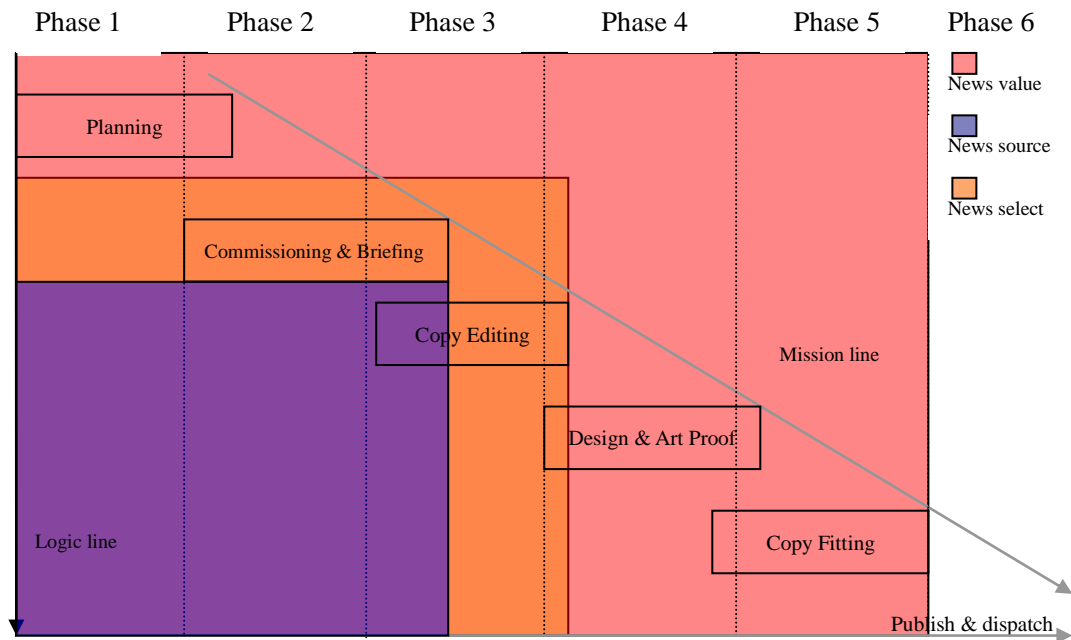 Phase 1 Phase 2 Phase 3 Phase 4 Phase 5 Phase 6
News value
Planning
News source
News select
Commissioning & Briefing
Copy Editing
Mission line
Design & Art Proof
Logic line
Copy Fitting
Publish & dispatch